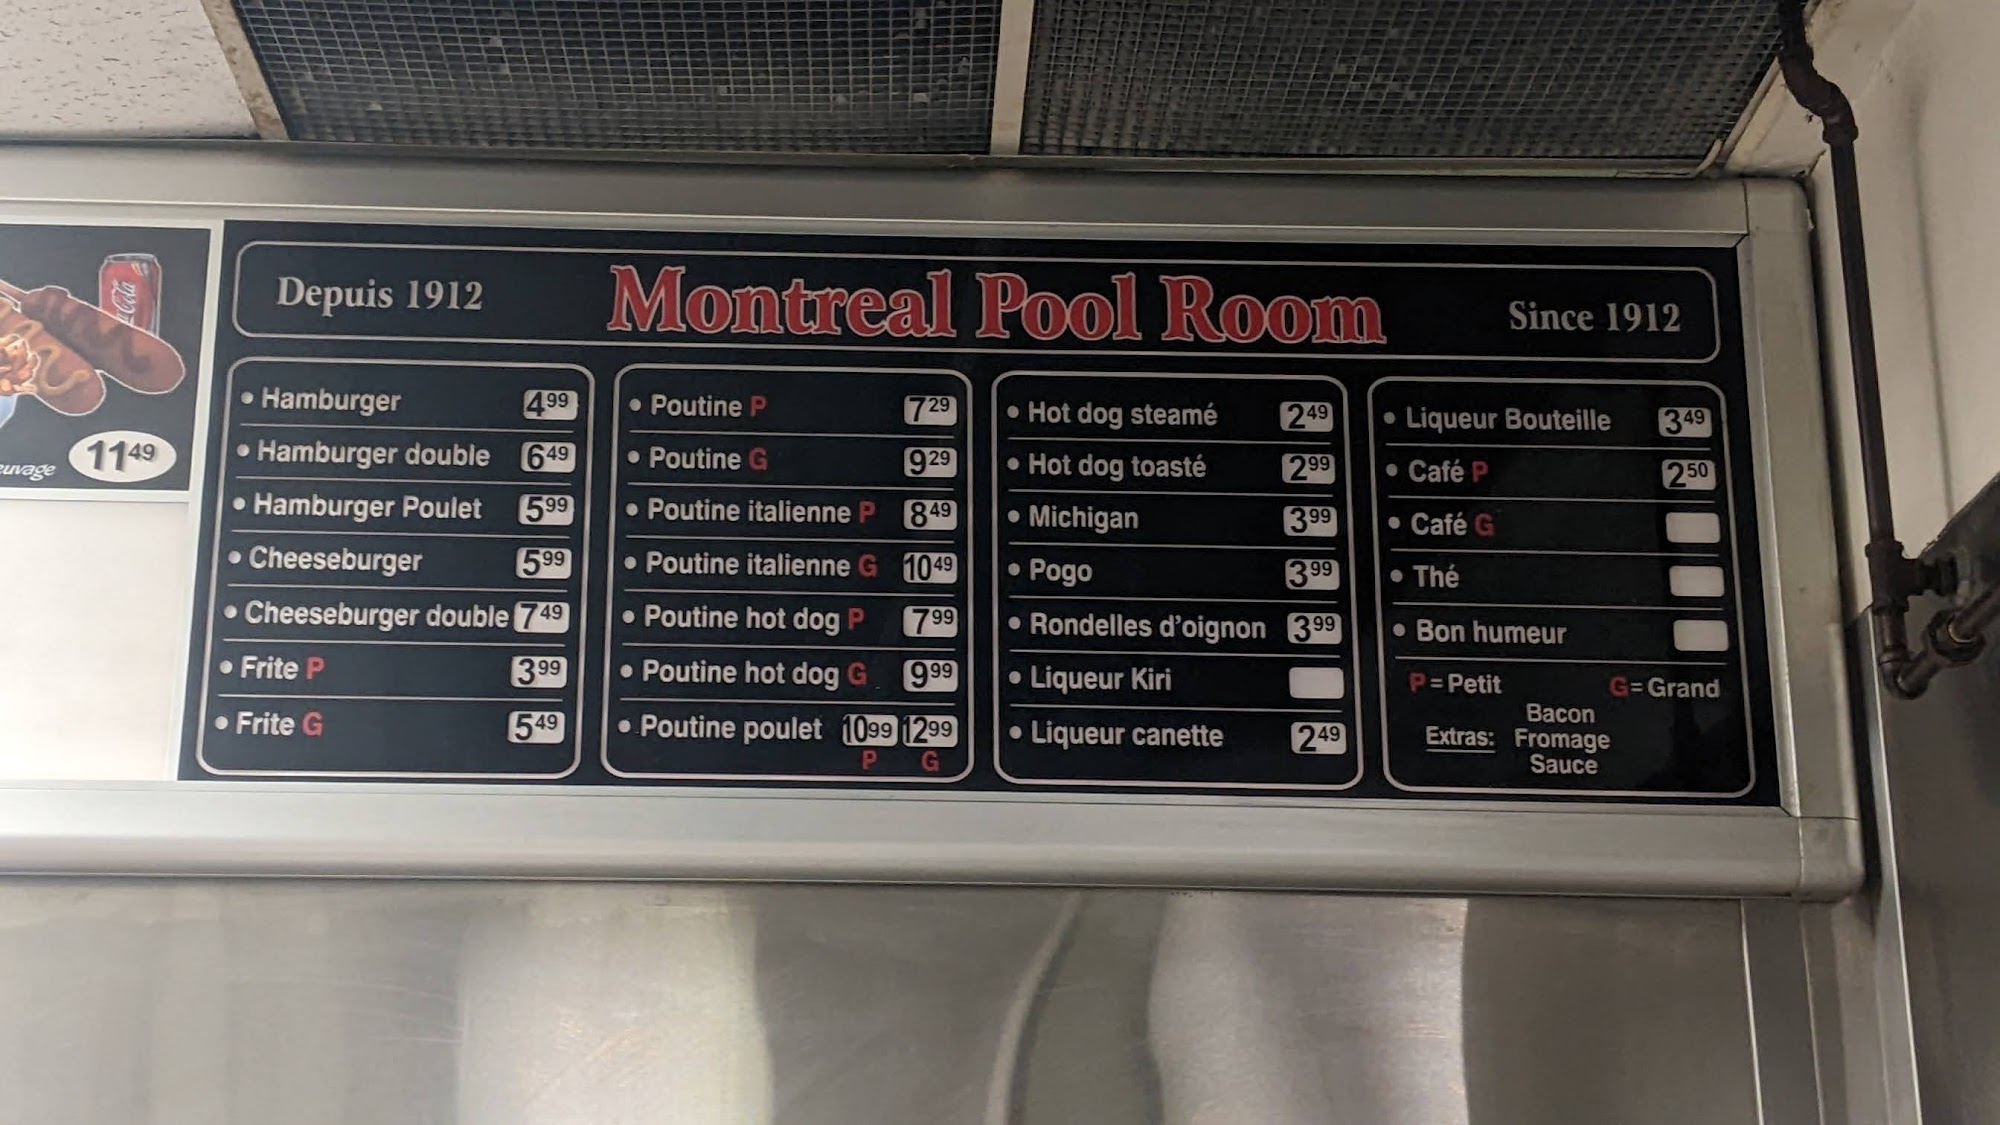 Coca-Cola
11 49
Depuis 1912
Montreal Pool Room
Since 1912
• Hamburger 4 99
• Hamburger double 6 49
• Hamburger Poulet 5 99
• Cheeseburger 5 99
• Cheeseburger double 7 49
• Frite P 3 99
• Frite G 5 49
• Poutine P 7 29
• Poutine G 9 29
• Poutine italienne P 8 49
• Poutine italienne G 10 49
• Poutine hot dog P 7 99
• Poutine hot dog G 9 99
• Poutine poulet 10 99 12 99
P G
• Hot dog steamé 2 49
• Hot dog toasté 2 99
• Michigan 3 99
• Pogo 3 99
• Rondelles d'oignon 3 99
• Liqueur Kiri
• Liqueur canette 2 49
• Liqueur Bouteille 3 49
• Café P 2 50
• Café G
• Thé
• Bon humeur
P = Petit G = Grand
Bacon
Extras: Fromage
Sauce